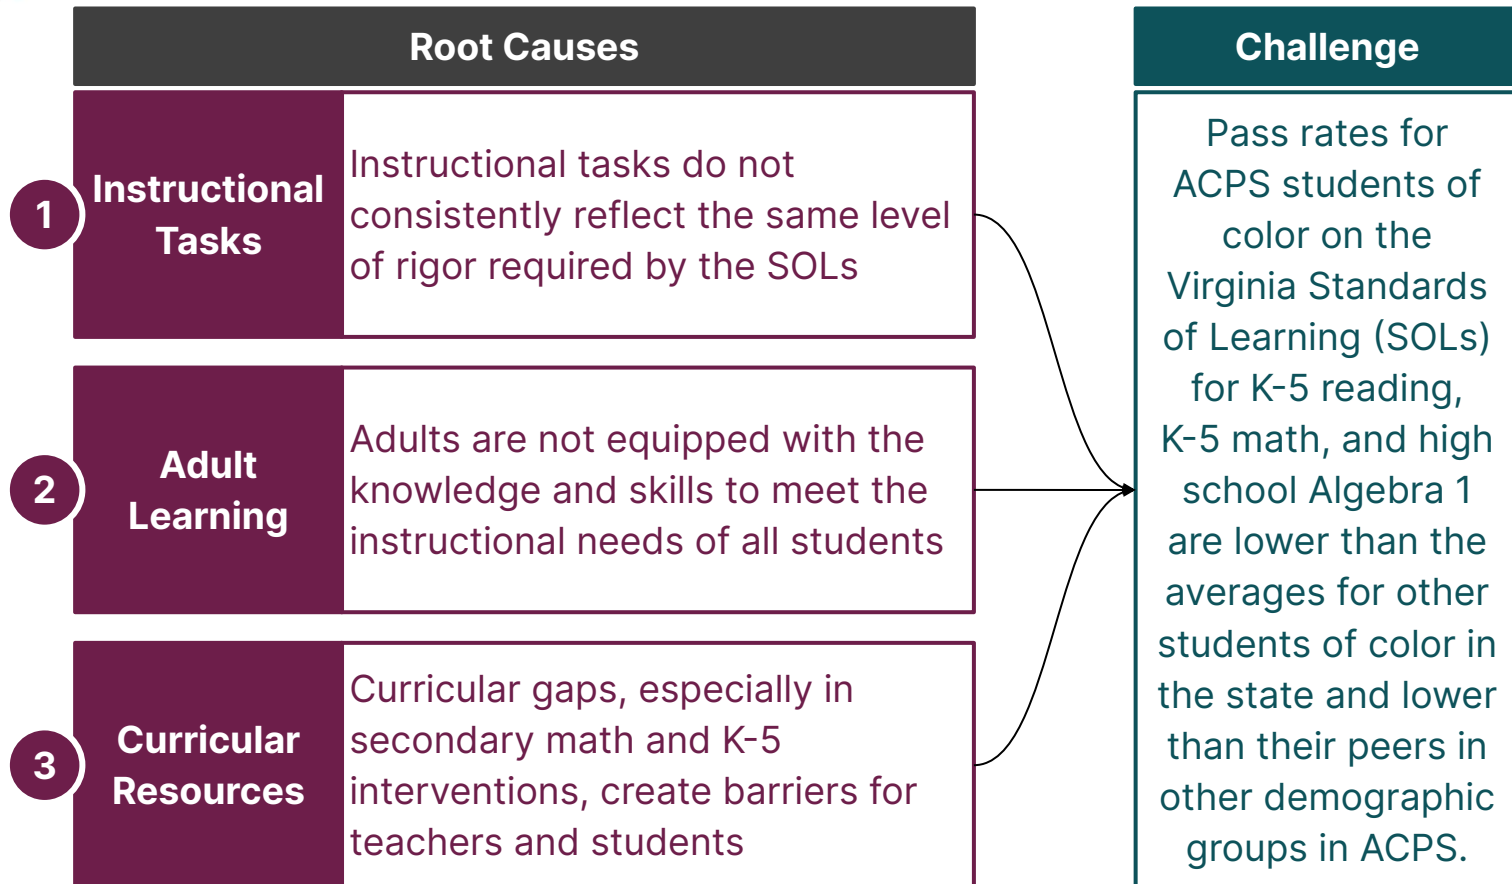 Root Causes
Challenge
1
Instructional
Tasks
Instructional tasks do not
consistently reflect the same level
of rigor required by the SOLs
2
Adult
Learning
Adults are not equipped with the
knowledge and skills to meet the
instructional needs of all students
3
Curricular
Resources
Curricular gaps, especially in
secondary math and K-5
interventions, create barriers for
teachers and students
Pass rates for
ACPS students of
color on the
Virginia Standards
of Learning (SOLs)
for K-5 reading,
K-5 math, and high
school Algebra 1
are lower than the
averages for other
students of color in
the state and lower
than their peers in
other demographic
groups in ACPS.